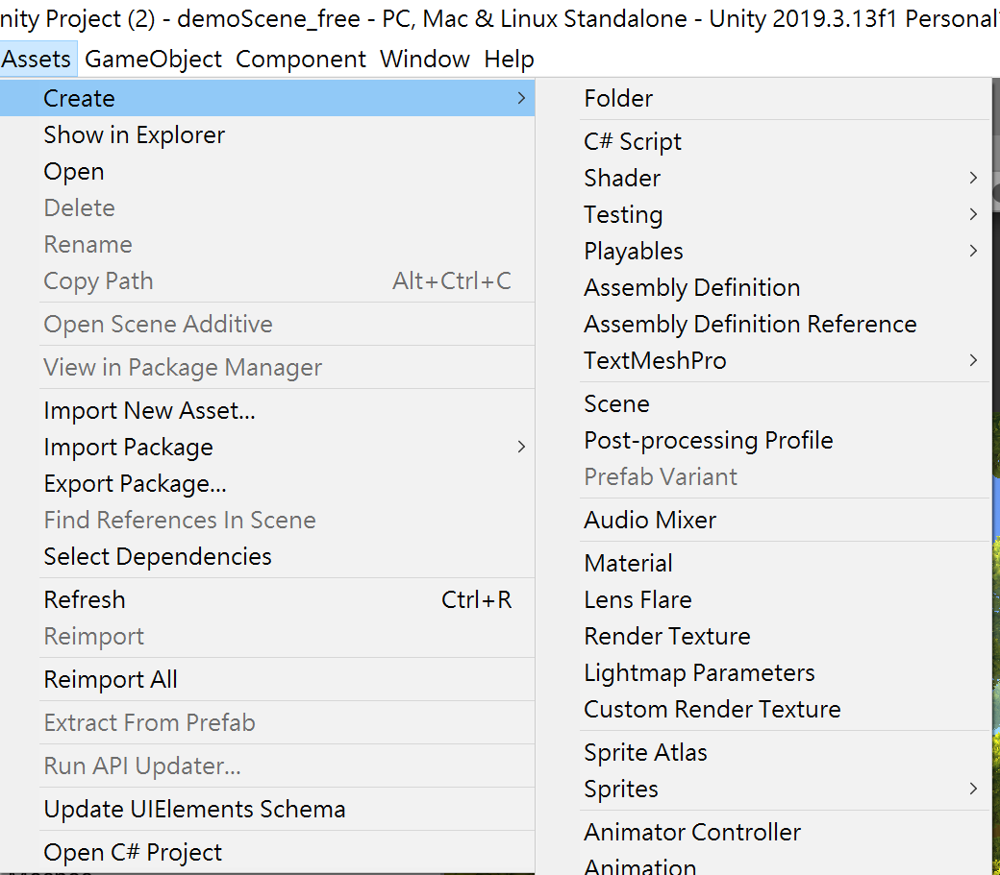 nity Project (2) - demoScene_free - PC, Mac & Linux Standalone - Unity 2019.3.13f1 Personal
Assets GameObject Component Window Help
Create
Show in Explorer
Open
Delete
Rename
Copy Path Alt+Ctrl+C
Open Scene Additive
View in Package Manager
Import New Asset...
Import Package
Export Package...
Find References In Scene
Select Dependencies
Refresh Ctrl+R
Reimport
Reimport All
Extract From Prefab
Run API Updater...
Update UIElements Schema
Open C# Project
Folder
C# Script
Shader
Testing
Playables
Assembly Definition
Assembly Definition Reference
TextMeshPro
Scene
Post-processing Profile
Prefab Variant
Audio Mixer
Material
Lens Flare
Render Texture
Lightmap Parameters
Custom Render Texture
Sprite Atlas
Sprites
Animator Controller
Animation